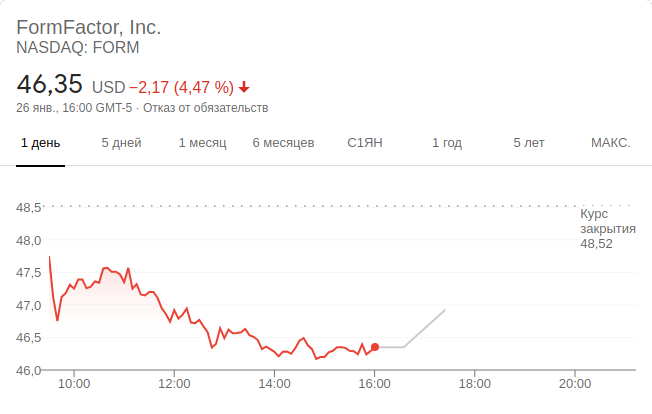 FormFactor, Inc.
NASDAQ: FORM
46,35 USD −2,17 (4,47 %)
26 янв., 16:00 GMT-5 · Отказ от обязательств
1 день 5 дней 1 месяц 6 месяцев С1ЯН 1 год 5 лет МАКС.
48,5
Курс
закрытия
48,52
48,0
47,5
47,0
46,5
46,0
10:00 12:00 14:00 16:00 18:00 20:00